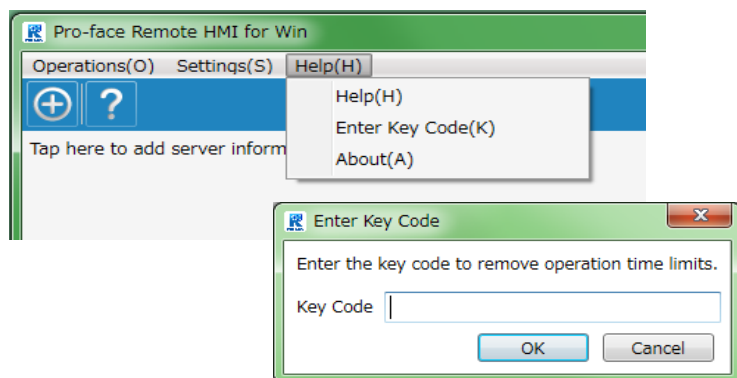 Pro-face Remote HMI for Win
Operations(O) Settings(S) Help(H)
?
Help(H)
Enter Key Code(K)
About(A)
Tap here to add server inform
Enter Key Code
Enter the key code to remove operation time limits.
Key Code
OK Cancel